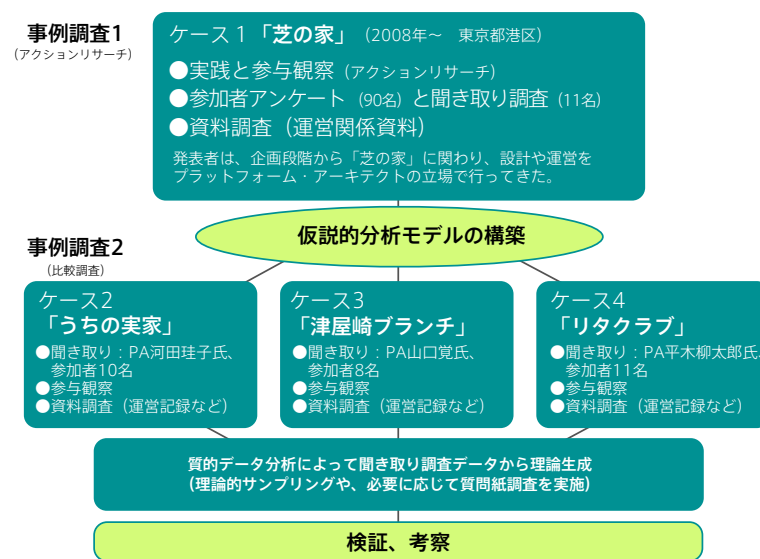 事例調査1
(アクションリサーチ)
ケース1「芝の家」（2008年〜　東京都港区）
●実践と参与観察（アクションリサーチ）
●参加者アンケート（90名）と聞き取り調査（11名）
●資料調査（運営関係資料）
発表者は、企画段階から「芝の家」に関わり、設計や運営を
プラットフォーム・アーキテクトの立場で行ってきた。
仮説的分析モデルの構築
事例調査2
(比較調査)
ケース2
「うちの実家」
●聞き取り：PA河田珪子氏、
参加者10名
●参与観察
●資料調査（運営記録など）
ケース3
「津屋崎ブランチ」
●聞き取り：PA山口覚氏、
参加者8名
●参与観察
●資料調査（運営記録など）
ケース4
「リタクラブ」
●聞き取り：PA平木柳太郎氏、
参加者11名
●参与観察
●資料調査（運営記録など）
質的データ分析によって聞き取り調査データから理論生成
（理論的サンプリングや、必要に応じて質問紙調査を実施）
検証、考察